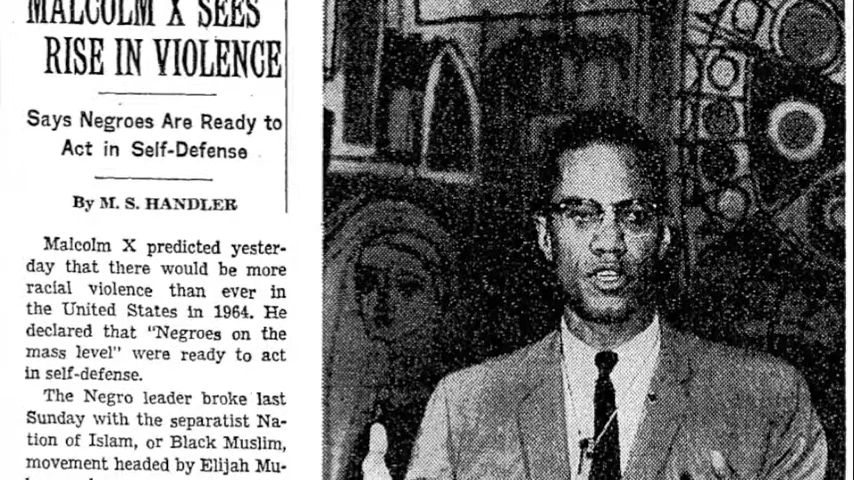 MALCOLM X SEES
RISE IN VIOLENCE
Says Negroes Are Ready to
Act in Self-Defense
By M. S. HANDLER
Malcolm X predicted yester-
day that there would be more
racial violence than ever in
the United States in 1964. He
declared that "Negroes on the
mass level" were ready to act
in self-defense.
The Negro leader broke last
Sunday with the separatist Na-
tion of Islam, or Black Muslim,
movement headed by Elijah Mu-